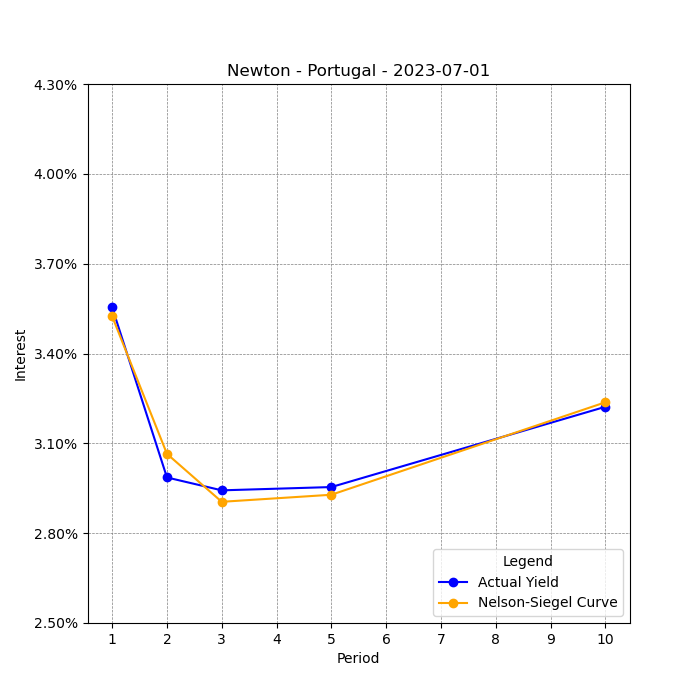 Newton - Portugal - 2023-07-01
4.30%
4.00%
3.70%
3.40%
3.10%
2.80%
2.50%
Interest
1 2 3 4 5 6 7 8 9 10
Period
Legend
Actual Yield
Nelson-Siegel Curve